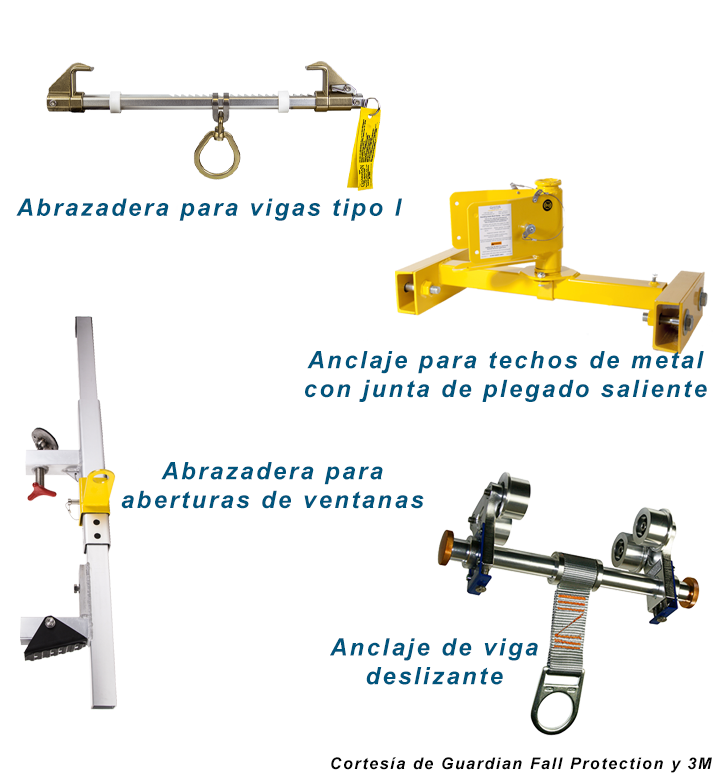 Abrazadera para vigas tipo I
Anclaje para techos de metal
con junta de plegado saliente
Abrazadera para
aberturas de ventanas
Anclaje de viga
deslizante
Cortesía de Guardian Fall Protection y 3M